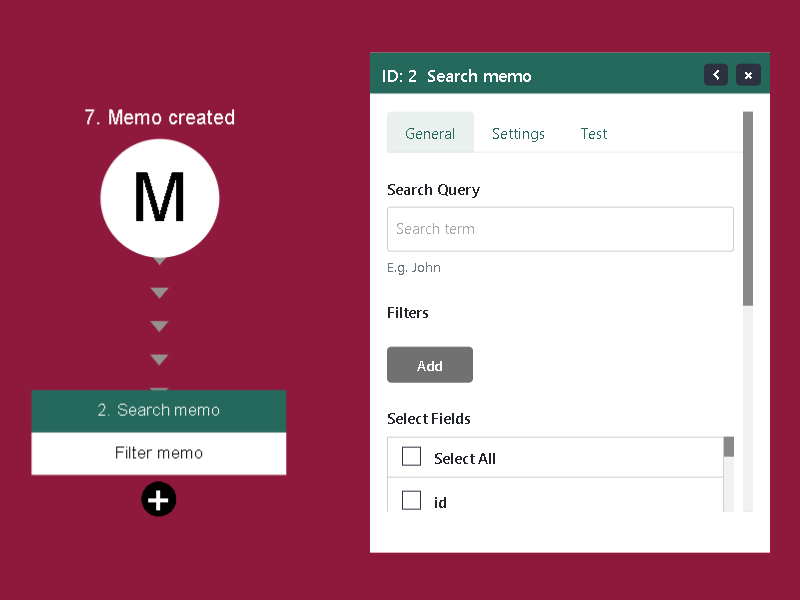 7. Memo created
M
2. Search memo
Filter memo
ID: 2 Search memo
General Settings Test
Search Query
Search term
E.g. John
Filters
Add
Select Fields
Select All
id